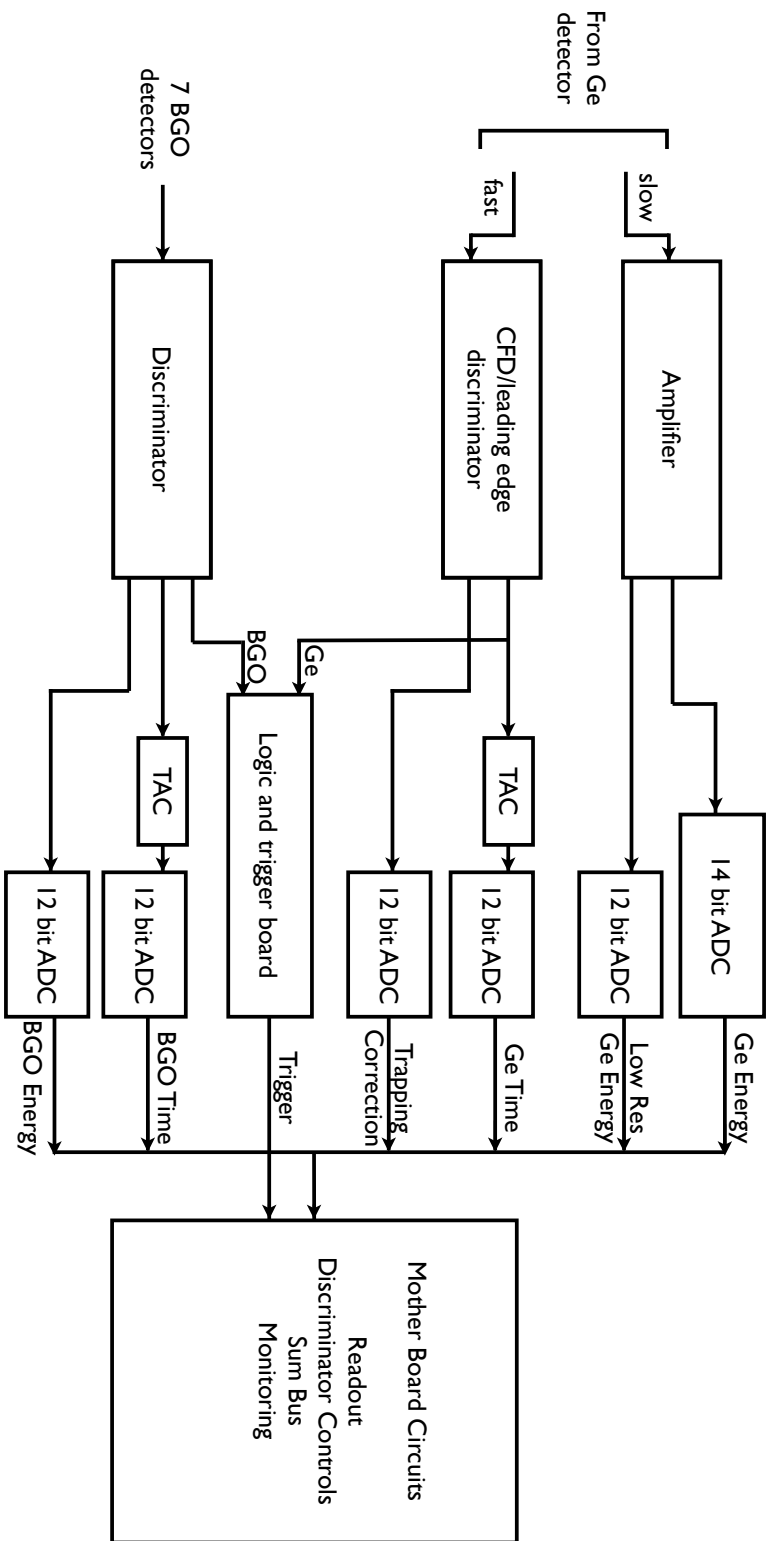 From Ge
detector
slow
fast
7 BGO
detectors
Amplifier
CFD/leading edge
discriminator
Discriminator
Ge
BGO
14 bit ADC
12 bit ADC
TAC
12 bit ADC
12 bit ADC
Logic and trigger board
TAC
12 bit ADC
12 bit ADC
Ge Energy
Low Res
Ge Energy
Ge Time
Trapping
Correction
Trigger
BGO Time
BGO Energy
Mother Board Circuits
Readout
Discriminator Controls
Sum Bus
Monitoring